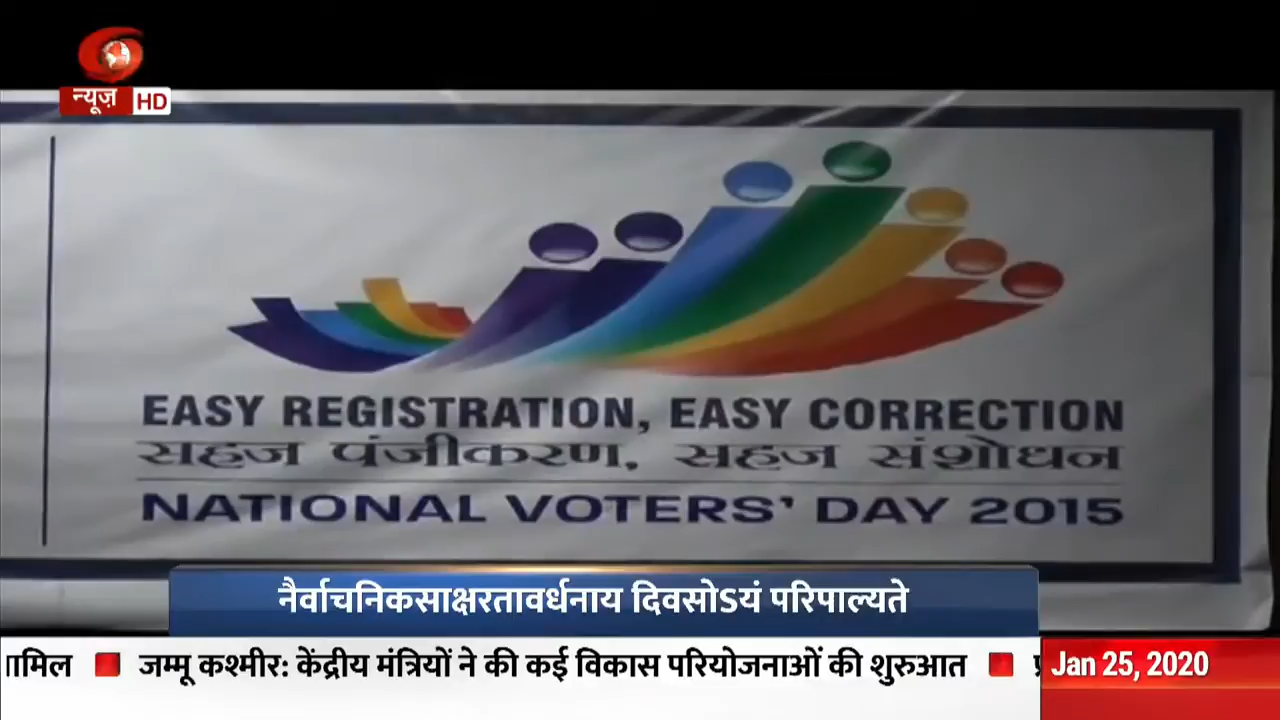 न्यूज़ HD
EASY REGISTRATION, EASY CORRECTION
सहज पंजीकरण, सहज संशोधन
NATIONAL VOTERS' DAY 2015
नैर्वाचनिकसाक्षरतावर्धनाय दिवसोऽयं परिपाल्यते
जम्मू कश्मीर: केंद्रीय मंत्रियों ने की कई विकास परियोजनाओं की शुरुआत
Jan 25, 2020